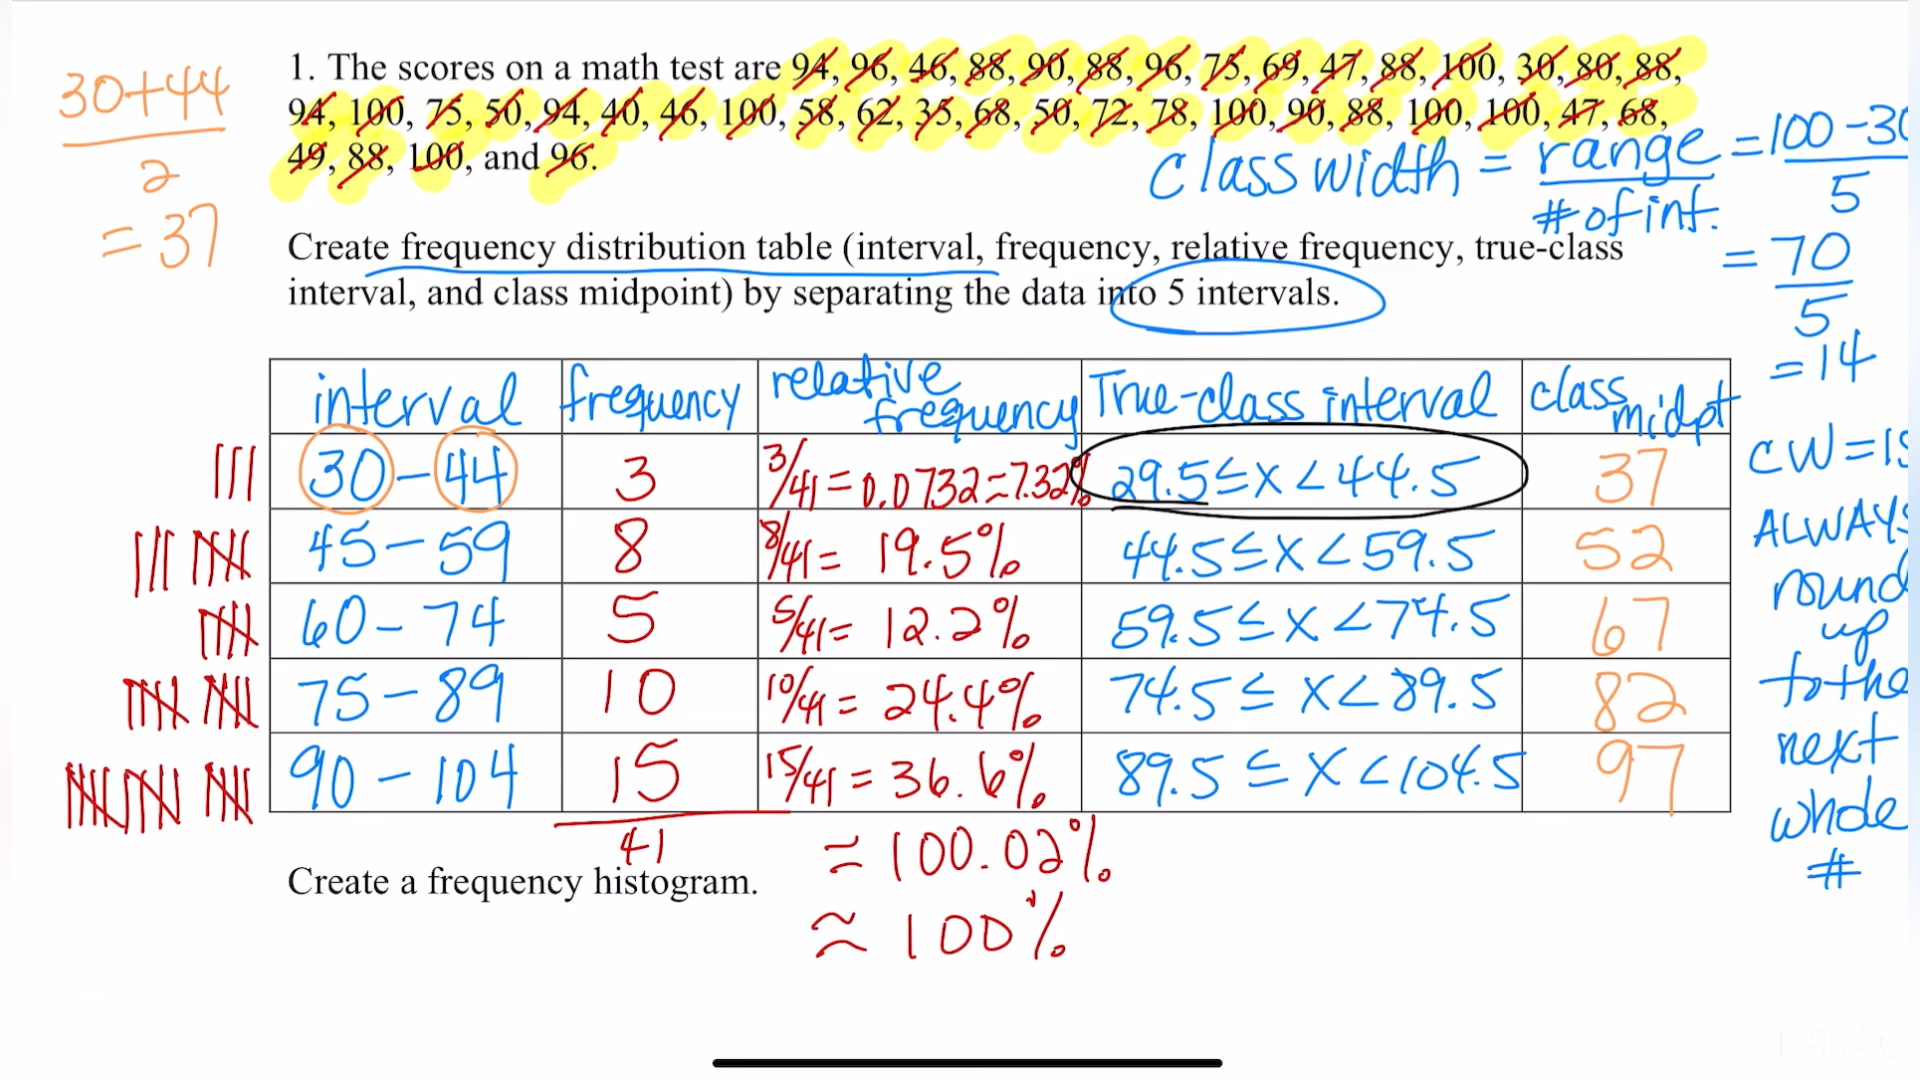 30+44
2
= 37
1. The scores on a math test are 94, 96, 46, 88, 90, 88, 96, 75, 69, 47, 88, 100, 30, 80, 88,
94, 100, 75, 50, 94, 40, 46, 100, 58, 62, 35, 68, 50, 72, 78, 100, 90, 88, 100, 100, 47, 68,
49, 88, 100, and 96.
class width = range / # of int. = 100-30 / 5
= 70 / 5
= 14
Create frequency distribution table (interval, frequency, relative frequency, true-class
interval, and class midpoint) by separating the data into 5 intervals.
interval frequency relative frequency True-class interval class midpt
30-44 3 3/41 = 0.0732 = 7.32% 29.5 ≤ x < 44.5 37
45-59 8 8/41 = 19.5% 44.5 ≤ x < 59.5 52
60-74 5 5/41 = 12.2% 59.5 ≤ x < 74.5 67
75-89 10 10/41 = 24.4% 74.5 ≤ x < 89.5 82
90-104 15 15/41 = 36.6% 89.5 ≤ x < 104.5 97
41
≈ 100.02%
≈ 100%
CW = 15
ALWAYS
round
up
to the
next
whole
#
Create a frequency histogram.